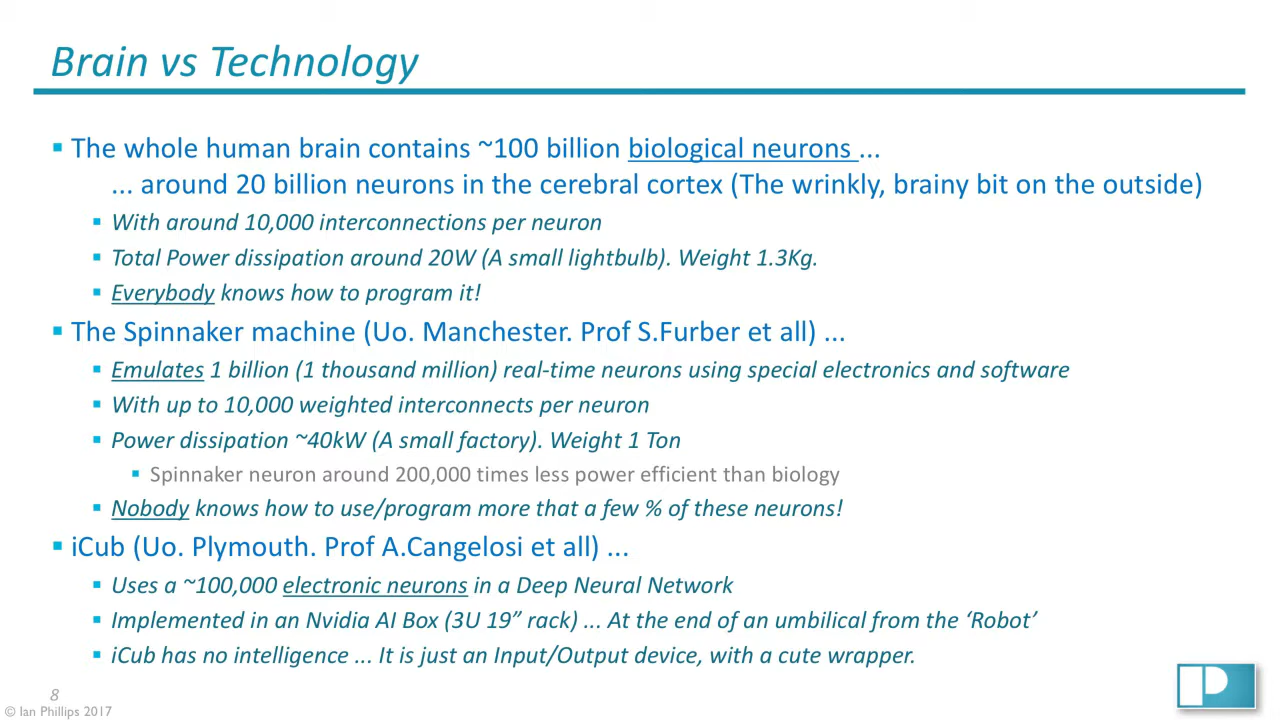 Brain vs Technology
The whole human brain contains ~100 billion biological neurons ...
... around 20 billion neurons in the cerebral cortex (The wrinkly, brainy bit on the outside)
With around 10,000 interconnections per neuron
Total Power dissipation around 20W (A small lightbulb). Weight 1.3Kg.
Everybody knows how to program it!
The Spinnaker machine (Uo. Manchester. Prof S.Furber et all) ...
Emulates 1 billion (1 thousand million) real-time neurons using special electronics and software
With up to 10,000 weighted interconnects per neuron
Power dissipation ~40kW (A small factory). Weight 1 Ton
Spinnaker neuron around 200,000 times less power efficient than biology
Nobody knows how to use/program more that a few % of these neurons!
iCub (Uo. Plymouth. Prof A.Cangelosi et all) ...
Uses a ~100,000 electronic neurons in a Deep Neural Network
Implemented in an Nvidia AI Box (3U 19” rack) ... At the end of an umbilical from the ‘Robot’
iCub has no intelligence ... It is just an Input/Output device, with a cute wrapper.
8
© Ian Phillips 2017